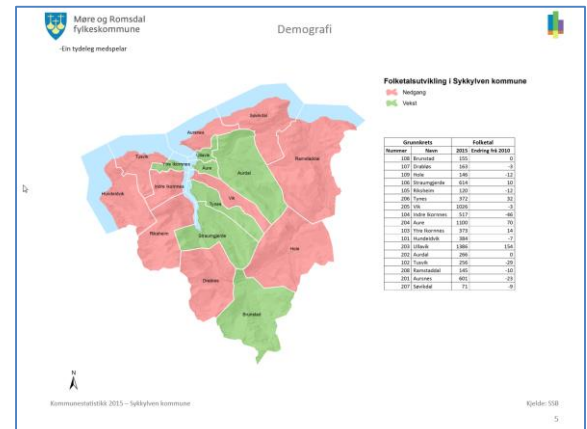 Møre og Romsdal
fylkeskommune
-Ein tydeleg medspelar
Demografi
Folketalsutvikling i Sykkylven kommune
Nedgang
Vekst
Grunnkrets Folketal
Nummer Navn 2015 Endring frå 2010
108 Brunstad 155 0
107 Drabløs 163 -3
109 Hole 146 -12
106 Straumgjerde 614 10
105 Riksheim 120 -12
206 Tynes 372 32
205 Vik 1026 -3
104 Indre Ikornnes 517 -46
204 Aure 1100 70
103 Ytre Ikornnes 373 14
101 Hundeidvik 384 -7
203 Ullavik 1386 154
202 Aurdal 266 0
102 Tusvik 256 -29
208 Ramstaddal 145 -10
201 Aursnes 601 -23
207 Søvikdal 71 -9
Søvikdal
Aursnes
Ramstaddal
Tusvik
Ullavik
Ytre Ikornnes
Aure
Aurdal
Indre Ikornnes
Hundeidvik
Vik
Tynes
Riksheim
Straumgjerde
Hole
Drabløs
Brunstad
N
Kommunestatistikk 2015 – Sykkylven kommune
Kjelde: SSB
5